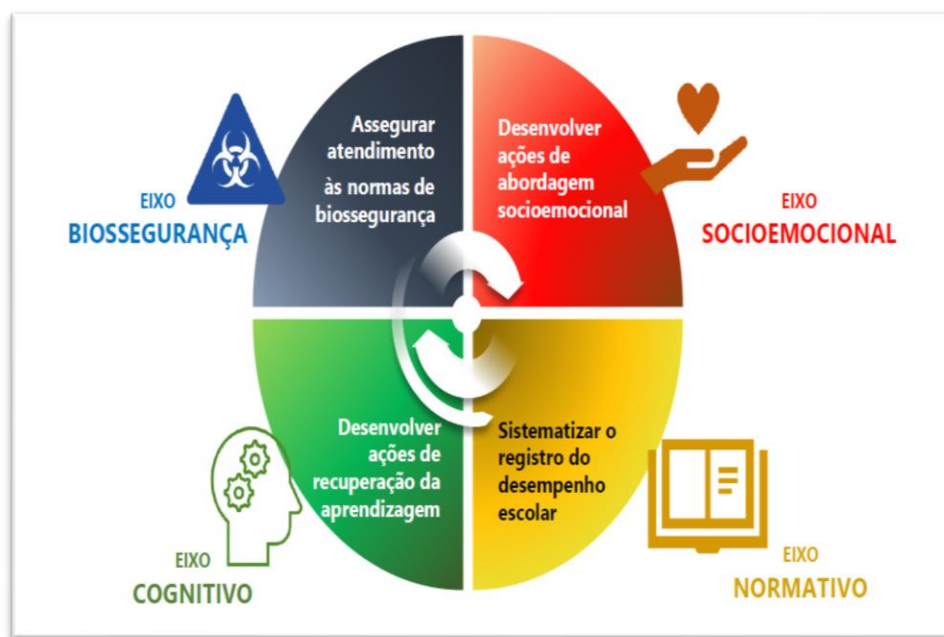 Assegurar
atendimento
às normas de
biossegurança
EIXO
BIOSSEGURANÇA
Desenvolver
ações de
abordagem
socioemocional
EIXO
SOCIOEMOCIONAL
Desenvolver
ações de
recuperação da
aprendizagem
EIXO
COGNITIVO
Sistematizar o
registro do
desempenho
escolar
EIXO
NORMATIVO